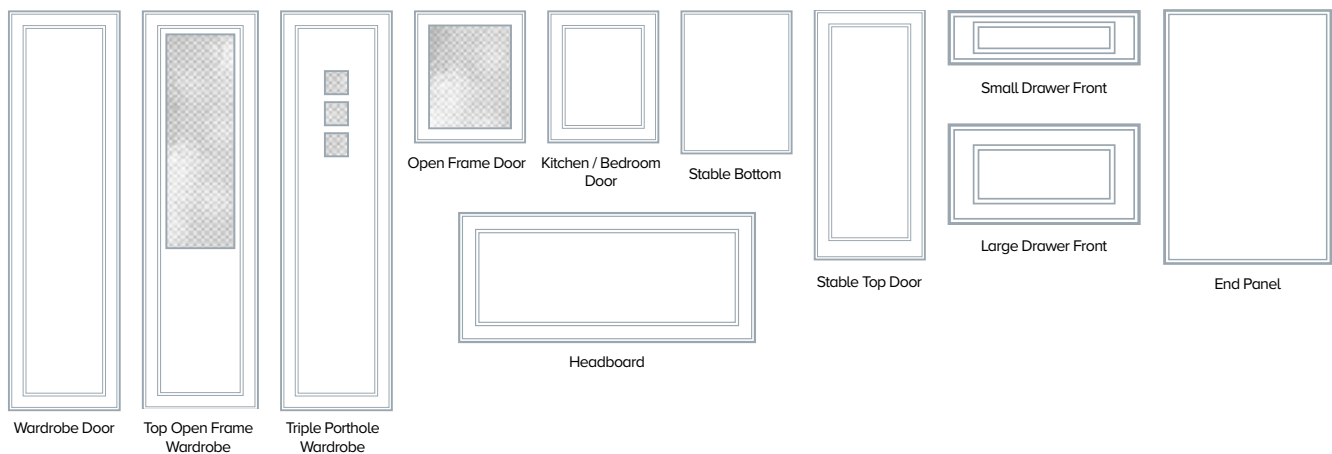 Small Drawer Front
Open Frame Door
Kitchen / Bedroom
Door
Stable Bottom
Large Drawer Front
Stable Top Door
End Panel
Headboard
Wardrobe Door
Top Open Frame
Wardrobe
Triple Porthole
Wardrobe